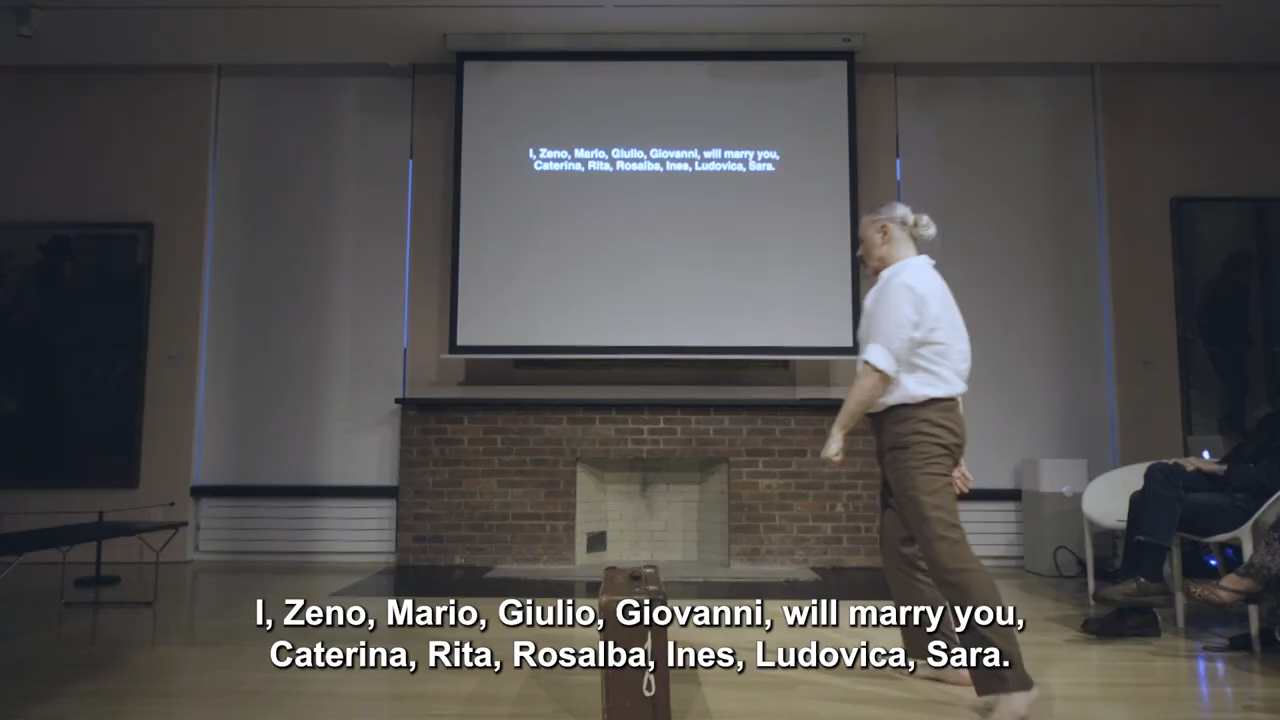 I, Zeno, Mario, Giulio, Giovanni, will marry you,
Caterina, Rita, Rosalba, Ines, Ludovica, Sara.
I, Zeno, Mario, Giulio, Giovanni, will marry you,
Caterina, Rita, Rosalba, Ines, Ludovica, Sara.